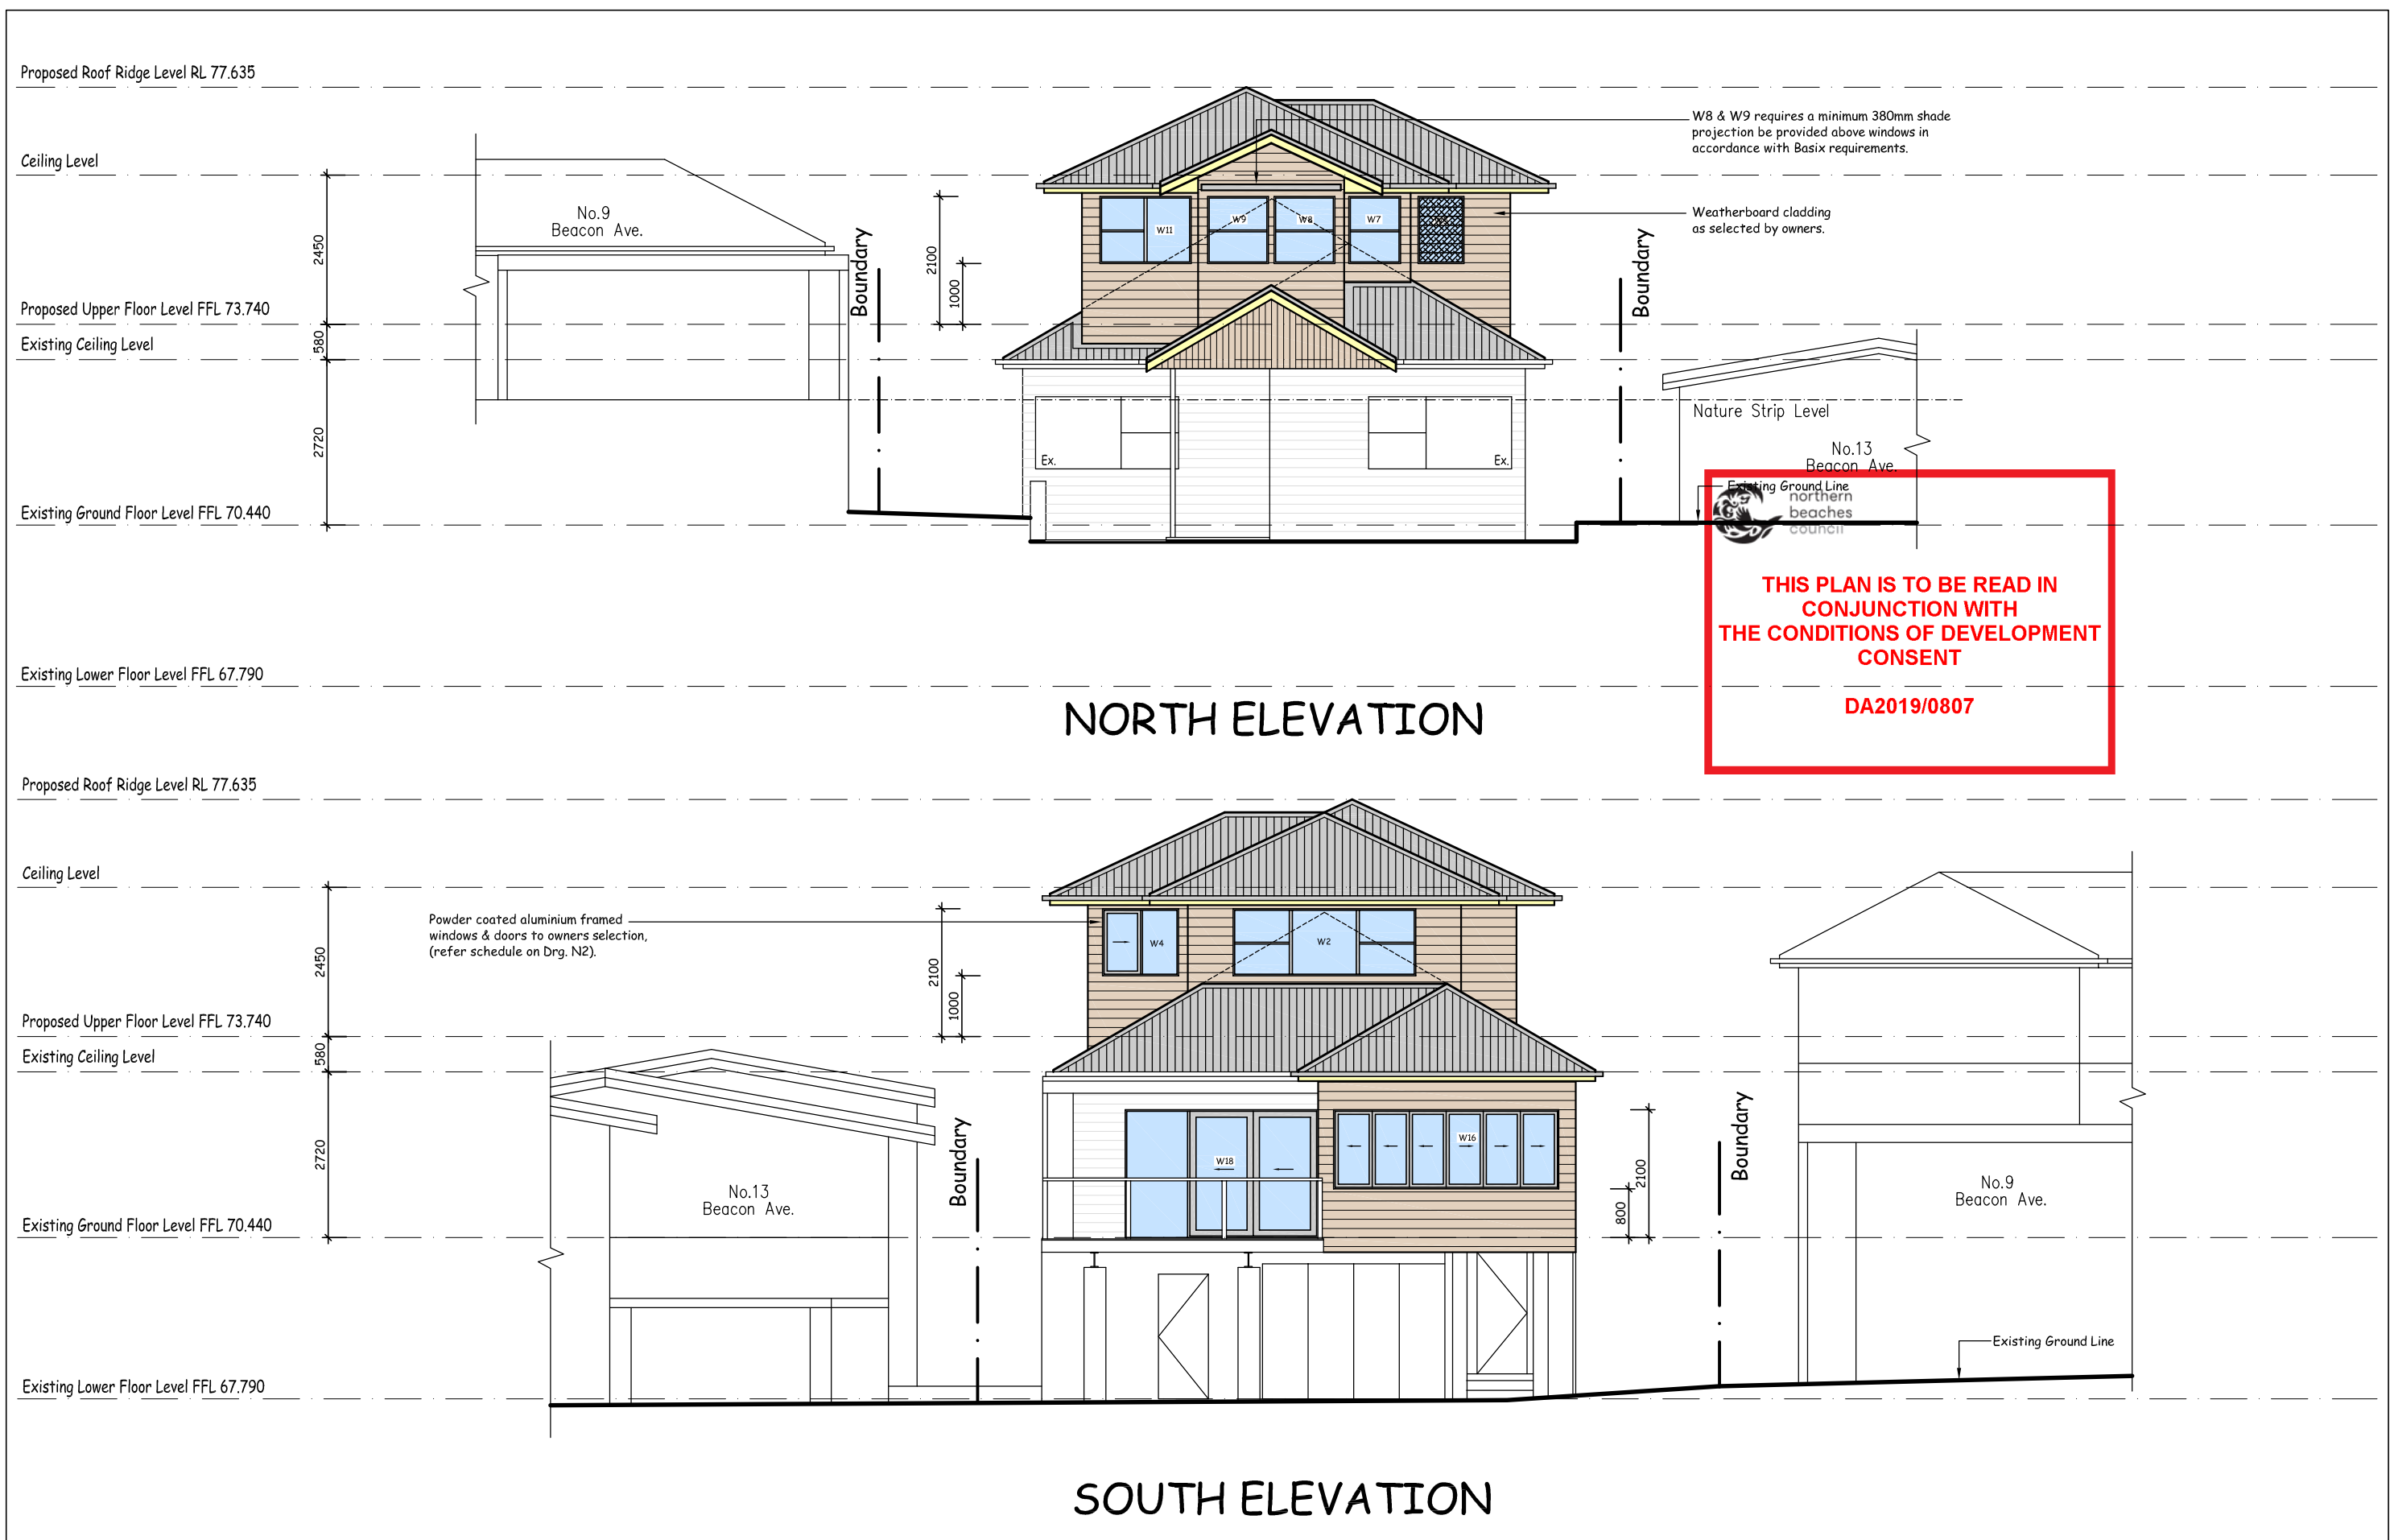 Proposed Roof Ridge Level RL 77.635
W8 & W9 requires a minimum 380mm shade
projection be provided above windows in
accordance with Basix requirements.
Ceiling Level
No.9
Beacon Ave.
W11
W9
W8
W7
Weatherboard cladding
as selected by owners.
2450
2100
1000
Boundary
Boundary
Proposed Upper Floor Level FFL 73.740
580
Existing Ceiling Level
Nature Strip Level
2720
No.13
Beacon Ave.
Ex.
Ex.
Existing Ground Line
Existing Ground Floor Level FFL 70.440
northern
beaches
council
THIS PLAN IS TO BE READ IN
CONJUNCTION WITH
THE CONDITIONS OF DEVELOPMENT
CONSENT
DA2019/0807
Existing Lower Floor Level FFL 67.790
NORTH ELEVATION
Proposed Roof Ridge Level RL 77.635
Ceiling Level
Powder coated aluminium framed
windows & doors to owners selection,
(refer schedule on Drg. N2).
W4
W2
2450
2100
1000
Proposed Upper Floor Level FFL 73.740
580
Existing Ceiling Level
2720
Boundary
Boundary
W18
W16
2100
800
No.13
Beacon Ave.
No.9
Beacon Ave.
Existing Ground Floor Level FFL 70.440
Existing Ground Line
Existing Lower Floor Level FFL 67.790
SOUTH ELEVATION